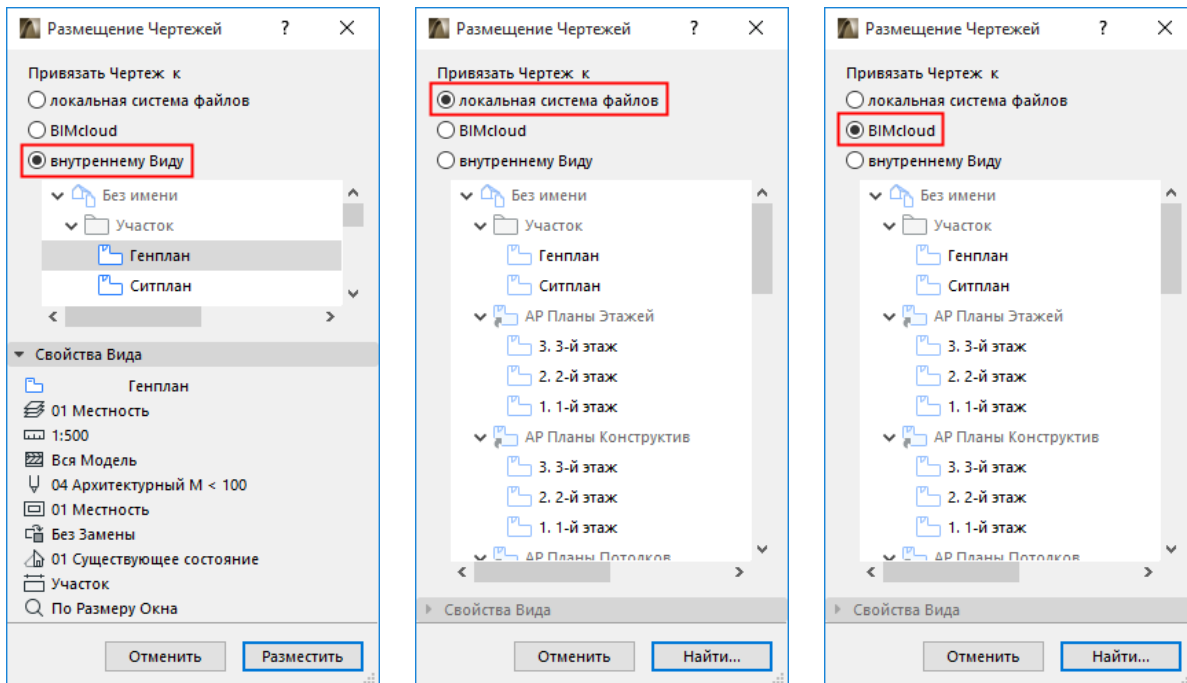 Размещение Чертежей ?
Привязать Чертеж к
локальная система файлов
BIMcloud
внутреннему Виду
Без имени
Участок
Генплан
Ситплан
Свойства Вида
Генплан
01 Местность
1:500
Вся Модель
04 Архитектурный М < 100
01 Местность
Без Замены
01 Существующее состояние
Участок
По Размеру Окна
Отменить Разместить
Размещение Чертежей ?
Привязать Чертеж к
локальная система файлов
BIMcloud
внутреннему Виду
Без имени
Участок
Генплан
Ситплан
АР Планы Этажей
3. 3-й этаж
2. 2-й этаж
1. 1-й этаж
АР Планы Конструктив
3. 3-й этаж
2. 2-й этаж
1. 1-й этаж
АР Планы Потолков
Свойства Вида
Отменить Найти...
Размещение Чертежей ?
Привязать Чертеж к
локальная система файлов
BIMcloud
внутреннему Виду
Без имени
Участок
Генплан
Ситплан
АР Планы Этажей
3. 3-й этаж
2. 2-й этаж
1. 1-й этаж
АР Планы Конструктив
3. 3-й этаж
2. 2-й этаж
1. 1-й этаж
АР Планы Потолков
Свойства Вида
Отменить Найти...